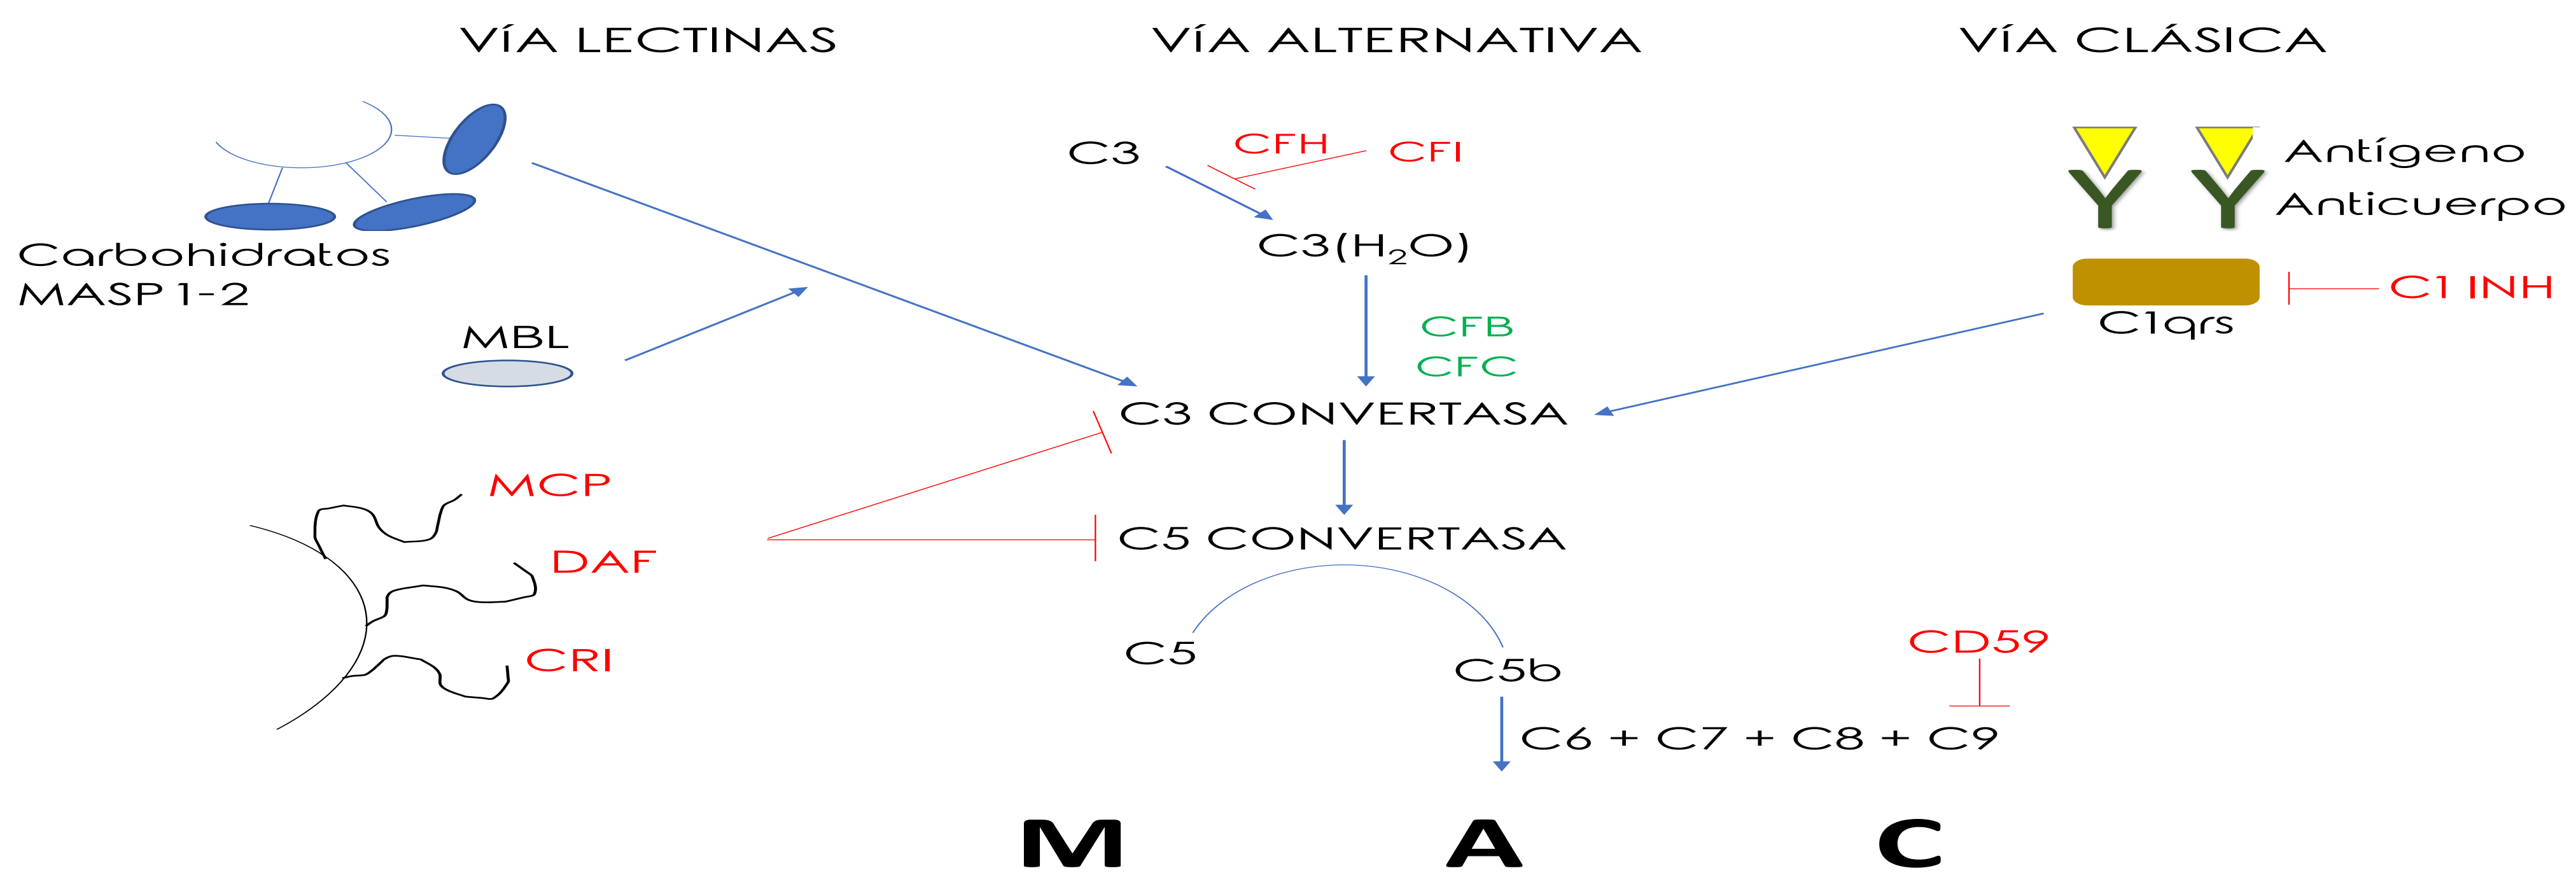 VÍA LECTINAS
VÍA ALTERNATIVA
VÍA CLÁSICA
C3
CFH
CFI
Antígeno
Anticuerpo
Carbohidratos
MASP 1-2
C3(H₂O)
C1 INH
C1qrs
MBL
CFB
CFC
C3 CONVERTASA
MCP
DAF
CRI
C5 CONVERTASA
C5
C5b
CD59
C6 + C7 + C8 + C9
M A C